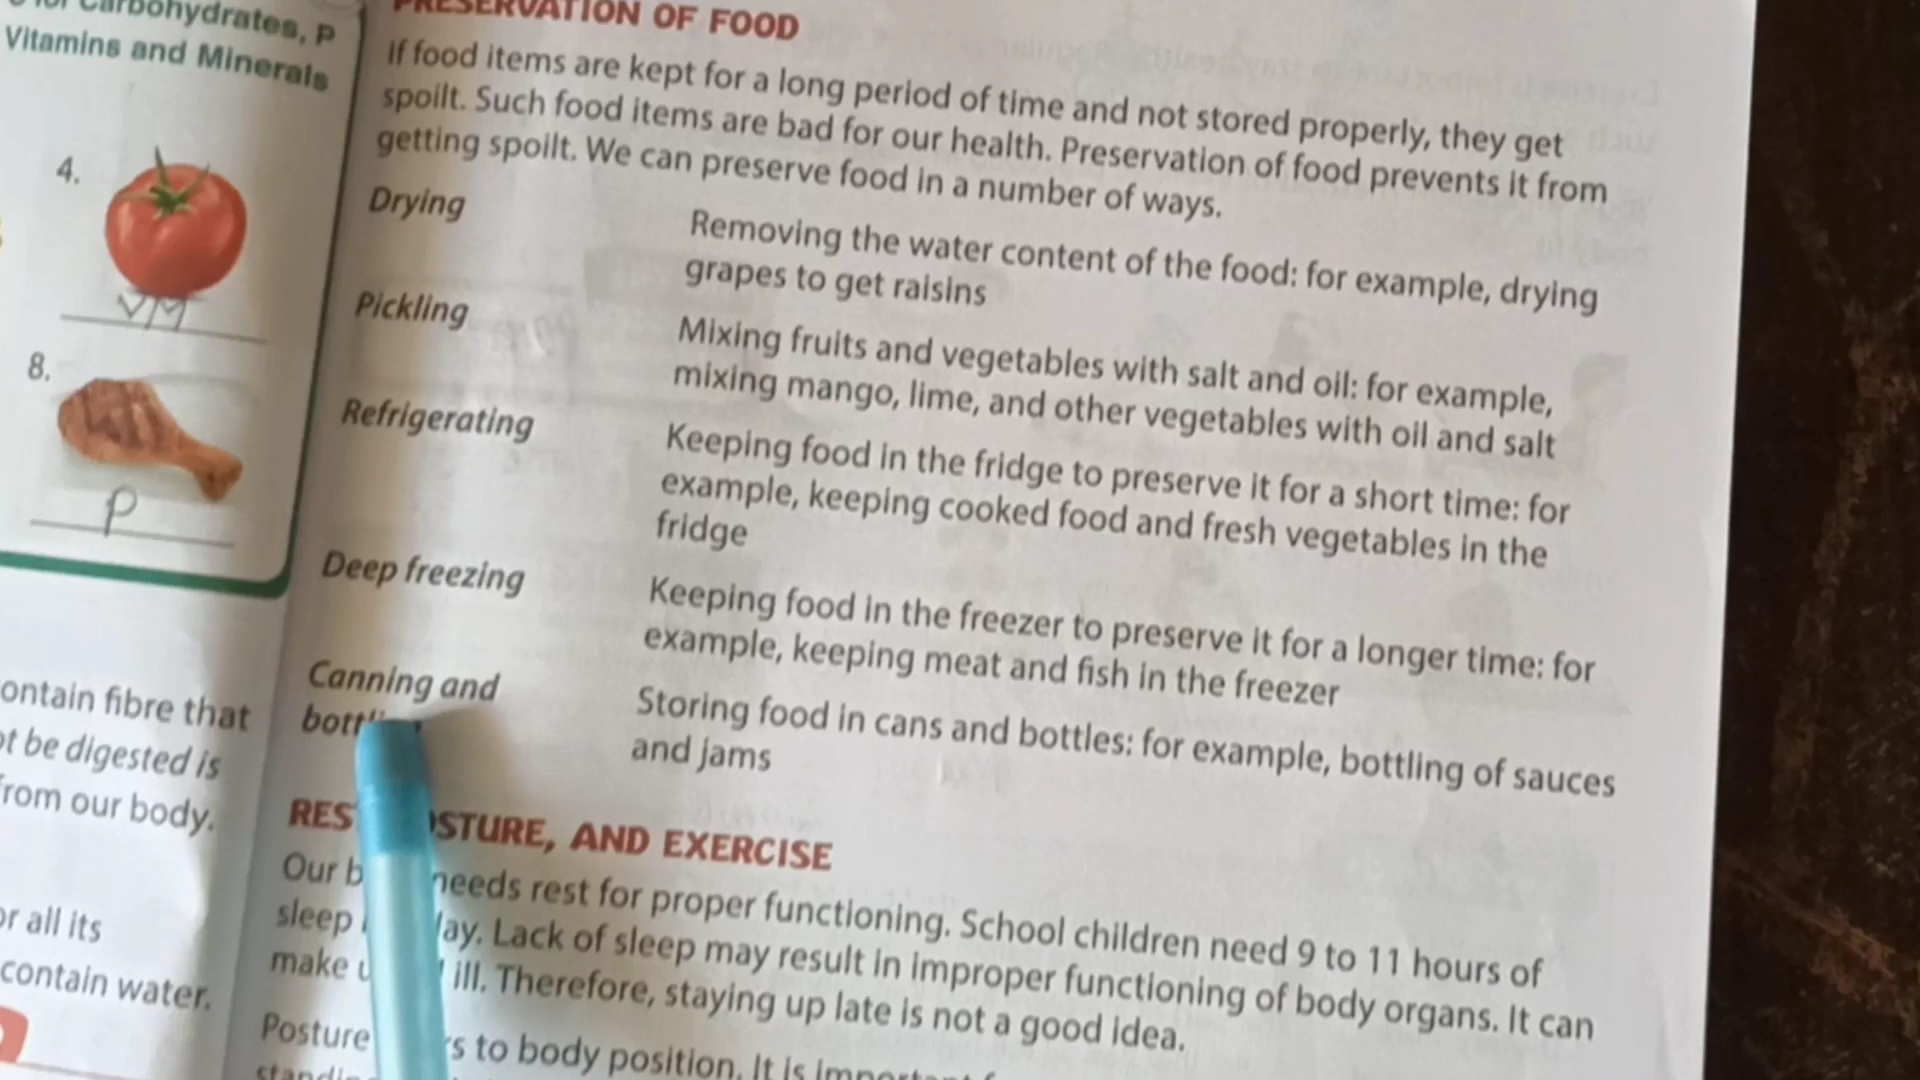 Carbohydrates, P
Vitamins and Minerals
4.
VM
8.
P
ontain fibre that
ot be digested is
from our body.
or all its
contain water.
PRESERVATION OF FOOD
If food items are kept for a long period of time and not stored properly, they get
spoilt. Such food items are bad for our health. Preservation of food prevents it from
getting spoilt. We can preserve food in a number of ways.
Drying
Removing the water content of the food: for example, drying
grapes to get raisins
Pickling
Mixing fruits and vegetables with salt and oil: for example,
mixing mango, lime, and other vegetables with oil and salt
Refrigerating
Keeping food in the fridge to preserve it for a short time: for
example, keeping cooked food and fresh vegetables in the
fridge
Deep freezing
Keeping food in the freezer to preserve it for a longer time: for
example, keeping meat and fish in the freezer
Canning and
Storing food in cans and bottles: for example, bottling of sauces
and jams
RES STURE, AND EXERCISE
Our needs rest for proper functioning. School children need 9 to 11 hours of
sleep Lack of sleep may result in improper functioning of body organs. It can
make ill. Therefore, staying up late is not a good idea.
Posture to body position. It is